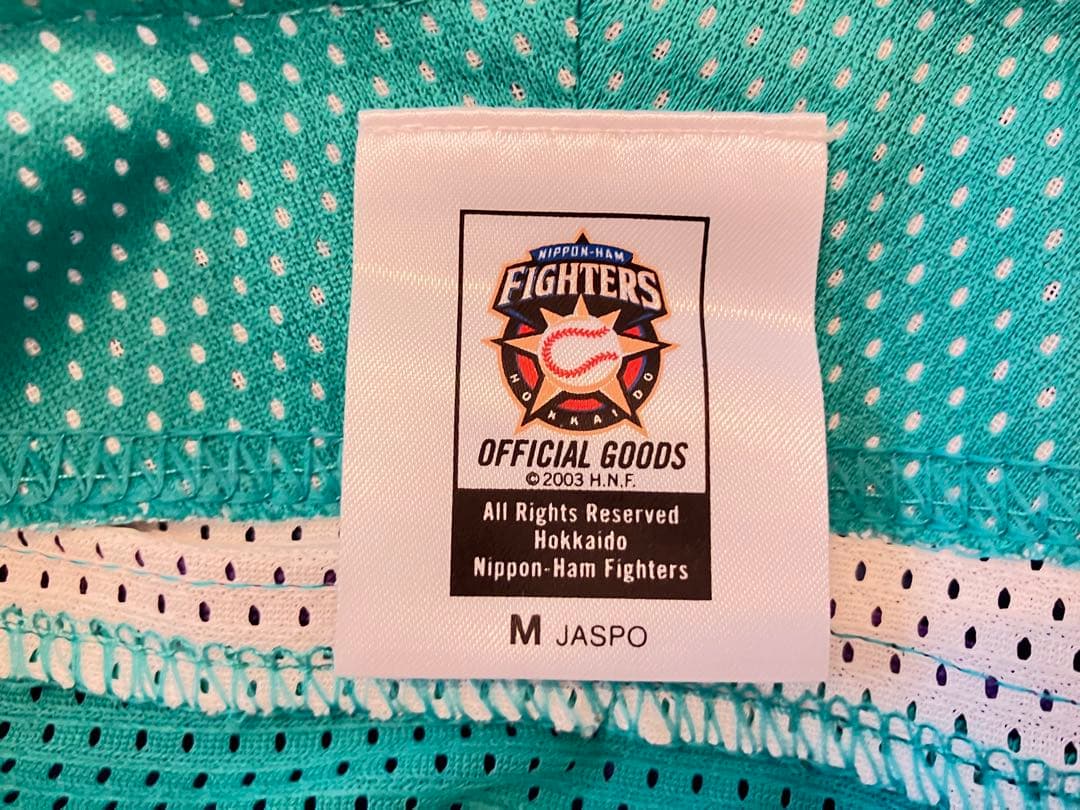 NIPPON-HAM
FIGHTERS
HOKKAIDO
OFFICIAL GOODS
©2003 H.N.F.
All Rights Reserved
Hokkaido
Nippon-Ham Fighters
M JASPO